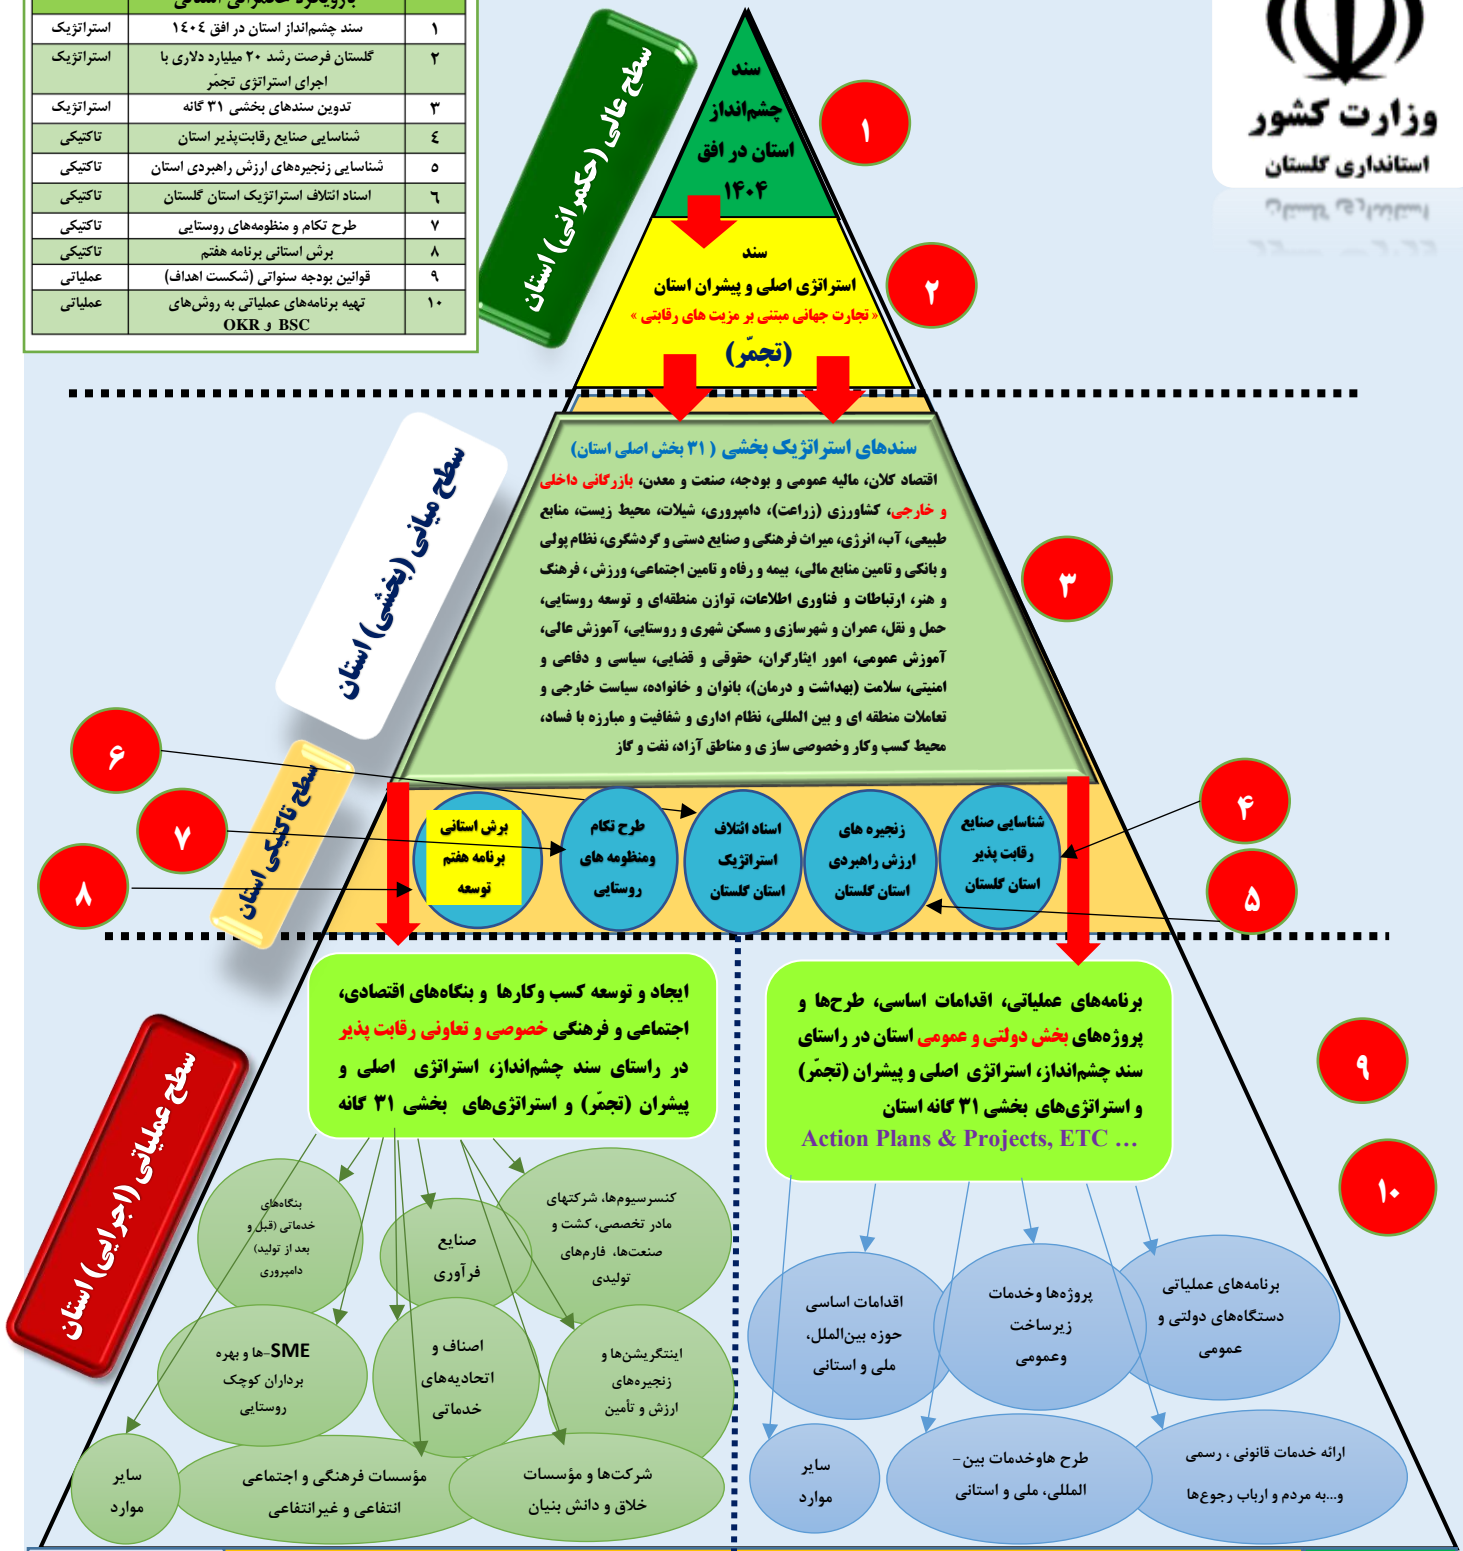 بارویکرد حکمرانی استانی
۱ سند چشم‌انداز استان در افق ۱٤۰٤ استراتژیک
۲ گلستان فرصت رشد ۲۰ میلیارد دلاری با استراتژیک
اجرای استراتژی تجمّر
۳ تدوین سندهای بخشی ۳۱ گانه استراتژیک
٤ شناسایی صنایع رقابت‌پذیر استان تاکتیکی
٥ شناسایی زنجیره‌های ارزش راهبردی استان تاکتیکی
٦ اسناد ائتلاف استراتژیک استان گلستان تاکتیکی
۷ طرح تکام و منظومه‌های روستایی تاکتیکی
۸ برش استانی برنامه هفتم تاکتیکی
۹ قوانین بودجه سنواتی (شکست اهداف) عملیاتی
۱۰ تهیه برنامه‌های عملیاتی به روش‌های عملیاتی
BSC و OKR
وزارت کشور
استانداری گلستان
سطح عالی (حکمرانی) استان
سند
چشم‌انداز
استان در افق
۱۴۰۴
۱
سند
استراتژی اصلی و پیشران استان
« تجارت جهانی مبتنی بر مزیت های رقابتی »
(تجمّر)
۲
سطح میانی (بخشی) استان
سندهای استراتژیک بخشی ( ۳۱ بخش اصلی استان)
اقتصاد کلان، مالیه عمومی و بودجه، صنعت و معدن، بازرگانی داخلی
و خارجی، کشاورزی (زراعت)، دامپروری، شیلات، محیط زیست، منابع
طبیعی، آب، انرژی، میراث فرهنگی و صنایع دستی و گردشگری، نظام پولی
و بانکی و تامین منابع مالی، بیمه و رفاه و تامین اجتماعی، ورزش ، فرهنگ
و هنر، ارتباطات و فناوری اطلاعات، توازن منطقه‌ای و توسعه روستایی،
حمل و نقل، عمران و شهرسازی و مسکن شهری و روستایی، آموزش عالی،
آموزش عمومی، امور ایثارگران، حقوقی و قضایی، سیاسی و دفاعی و
امنیتی، سلامت (بهداشت و درمان)، بانوان و خانواده، سیاست خارجی و
تعاملات منطقه ای و بین المللی، نظام اداری و شفافیت و مبارزه با فساد،
محیط کسب وکار وخصوصی سازی و مناطق آزاد، نفت و گاز
۳
سطح تاکتیکی استان
شناسایی صنایع
رقابت پذیر
استان گلستان
زنجیره های
ارزش راهبردی
استان گلستان
اسناد ائتلاف
استراتژیک
استان گلستان
طرح تکام
ومنظومه های
روستایی
برش استانی
برنامه هفتم
توسعه
۴
۵
۶
۷
۸
سطح عملیاتی (اجرایی) استان
برنامه‌های عملیاتی، اقدامات اساسی، طرح‌ها و
پروژه‌های بخش دولتی و عمومی استان در راستای
سند چشم‌انداز، استراتژی اصلی و پیشران (تجمّر)
و استراتژی‌های بخشی ۳۱ گانه استان
Action Plans & Projects, ETC …
ایجاد و توسعه کسب وکارها و بنگاه‌های اقتصادی،
اجتماعی و فرهنگی خصوصی و تعاونی رقابت پذیر
در راستای سند چشم‌انداز، استراتژی اصلی و
پیشران (تجمّر) و استراتژی‌های بخشی ۳۱ گانه
۹
۱۰
برنامه‌های عملیاتی
دستگاه‌های دولتی و
عمومی
پروژه‌ها وخدمات
زیرساخت
وعمومی
اقدامات اساسی
حوزه بین‌الملل،
ملی و استانی
ارائه خدمات قانونی ، رسمی
و...به مردم و ارباب رجوع‌ها
طرح هاوخدمات بین-
المللی، ملی و استانی
سایر
موارد
کنسرسیوم‌ها، شرکتهای
مادر تخصصی، کشت و
صنعت‌ها، فارم‌های
تولیدی
صنایع
فرآوری
بنگاه‌های
خدماتی (قبل و
بعد از تولید)
دامپروری
اینتگریشن‌ها و
زنجیره‌های
ارزش و تأمین
اصناف و
اتحادیه‌های
خدماتی
SME-ها و بهره
برداران کوچک
روستایی
شرکت‌ها و مؤسسات
خلاق و دانش بنیان
مؤسسات فرهنگی و اجتماعی
انتفاعی و غیرانتفاعی
سایر
موارد